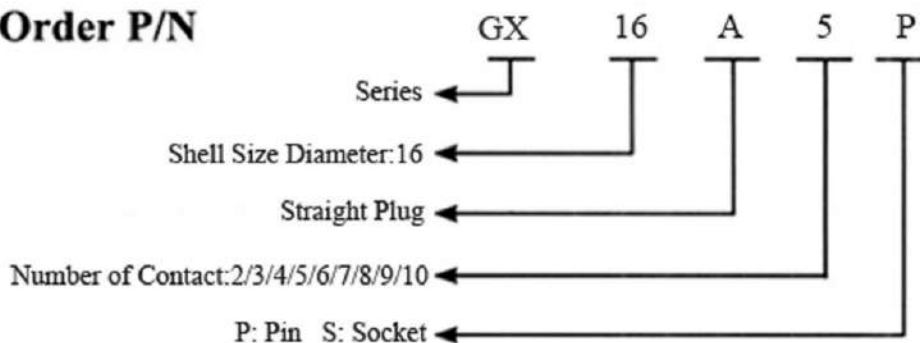 Order P/N GX 16 A 5 P
Series
Shell Size Diameter:16
Straight Plug
Number of Contact:2/3/4/5/6/7/8/9/10
P: Pin S: Socket